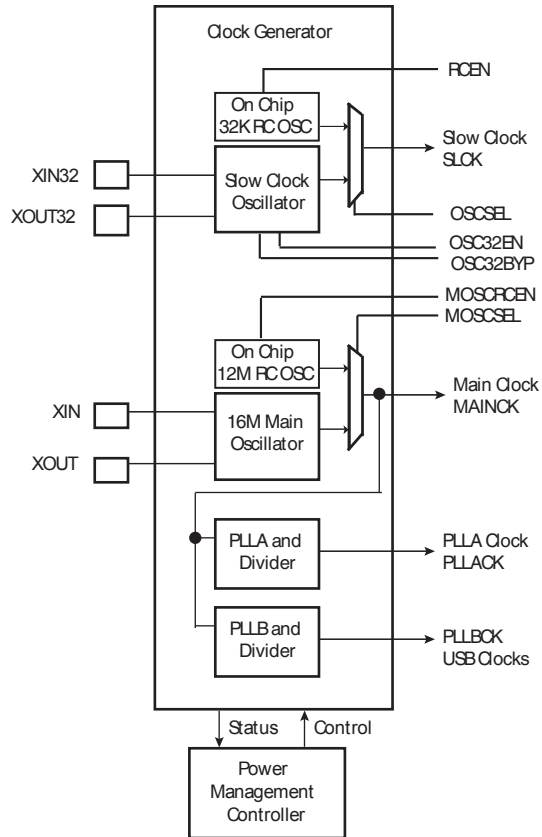 Clock Generator
RCEN
On Chip
32K RC OSC
Slow Clock
SLCK
XIN32
Slow Clock
Oscillator
XOUT32
OSCSEL
OSC32EN
OSC32BYP
MOSCRCEN
MOSCSEL
On Chip
12M RC OSC
Main Clock
MAINCK
XIN
16M Main
Oscillator
XOUT
PLLA and
Divider
PLLA Clock
PLLACK
PLLB and
Divider
PLLBCK
USB Clocks
Status
Control
Power
Management
Controller